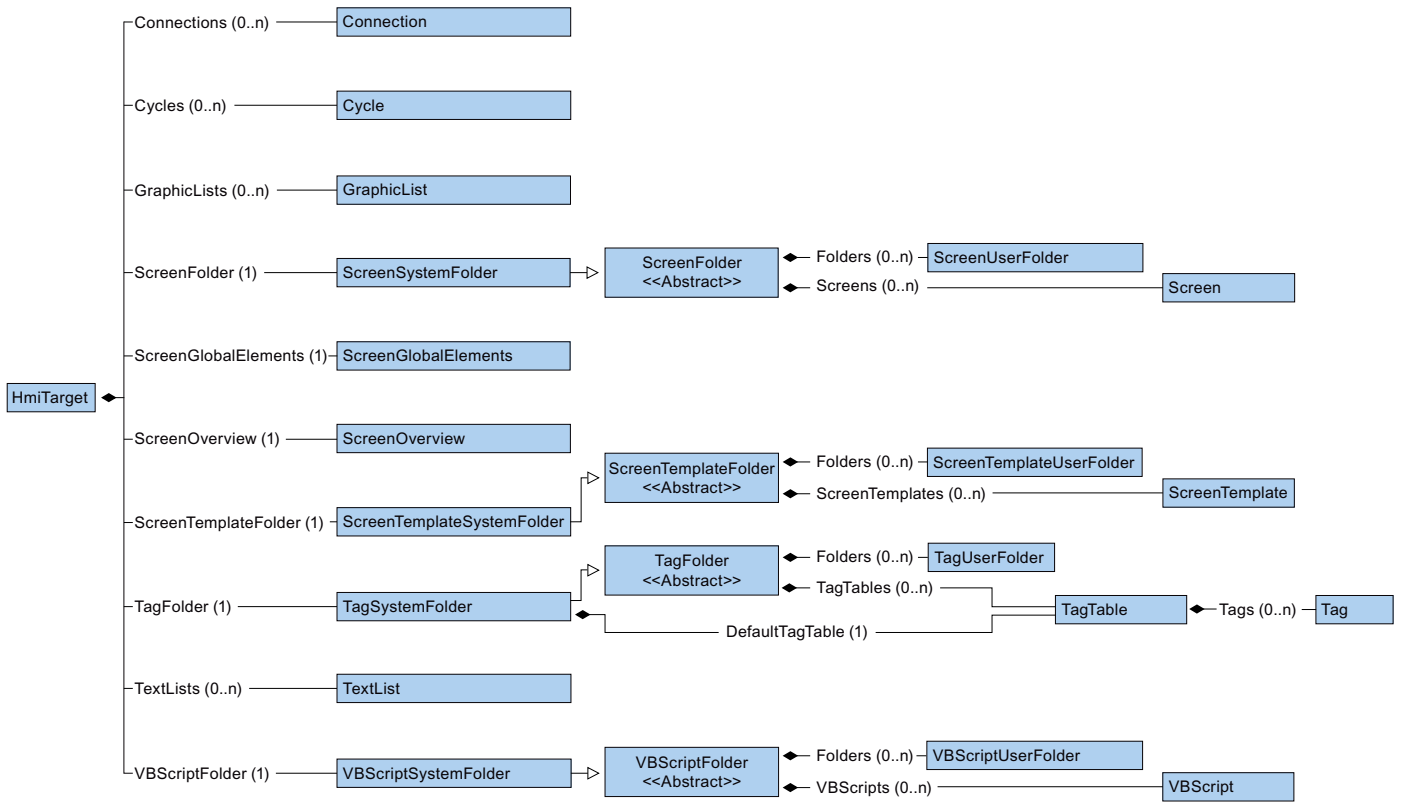 Connections (0..n)
Connection
Cycles (0..n)
Cycle
GraphicLists (0..n)
GraphicList
ScreenFolder (1)
ScreenSystemFolder
ScreenFolder
<<Abstract>>
Folders (0..n)
ScreenUserFolder
Screens (0..n)
Screen
ScreenGlobalElements (1)
ScreenGlobalElements
HmiTarget
ScreenOverview (1)
ScreenOverview
ScreenTemplateFolder (1)
ScreenTemplateSystemFolder
ScreenTemplateFolder
<<Abstract>>
Folders (0..n)
ScreenTemplateUserFolder
ScreenTemplates (0..n)
ScreenTemplate
TagFolder (1)
TagSystemFolder
TagFolder
<<Abstract>>
Folders (0..n)
TagUserFolder
TagTables (0..n)
DefaultTagTable (1)
TagTable
Tags (0..n)
Tag
TextLists (0..n)
TextList
VBScriptFolder (1)
VBScriptSystemFolder
VBScriptFolder
<<Abstract>>
Folders (0..n)
VBScriptUserFolder
VBScripts (0..n)
VBScript